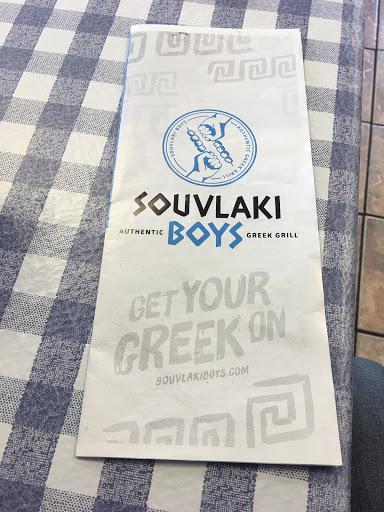 SOUVLAKI BOYS
AUTHENTIC GREEK GRILL
SOUVLAKI
AUTHENTIC BOYS GREEK GRILL
GET YOUR
GREEK ON
SOUVLAKIBOYS.COM